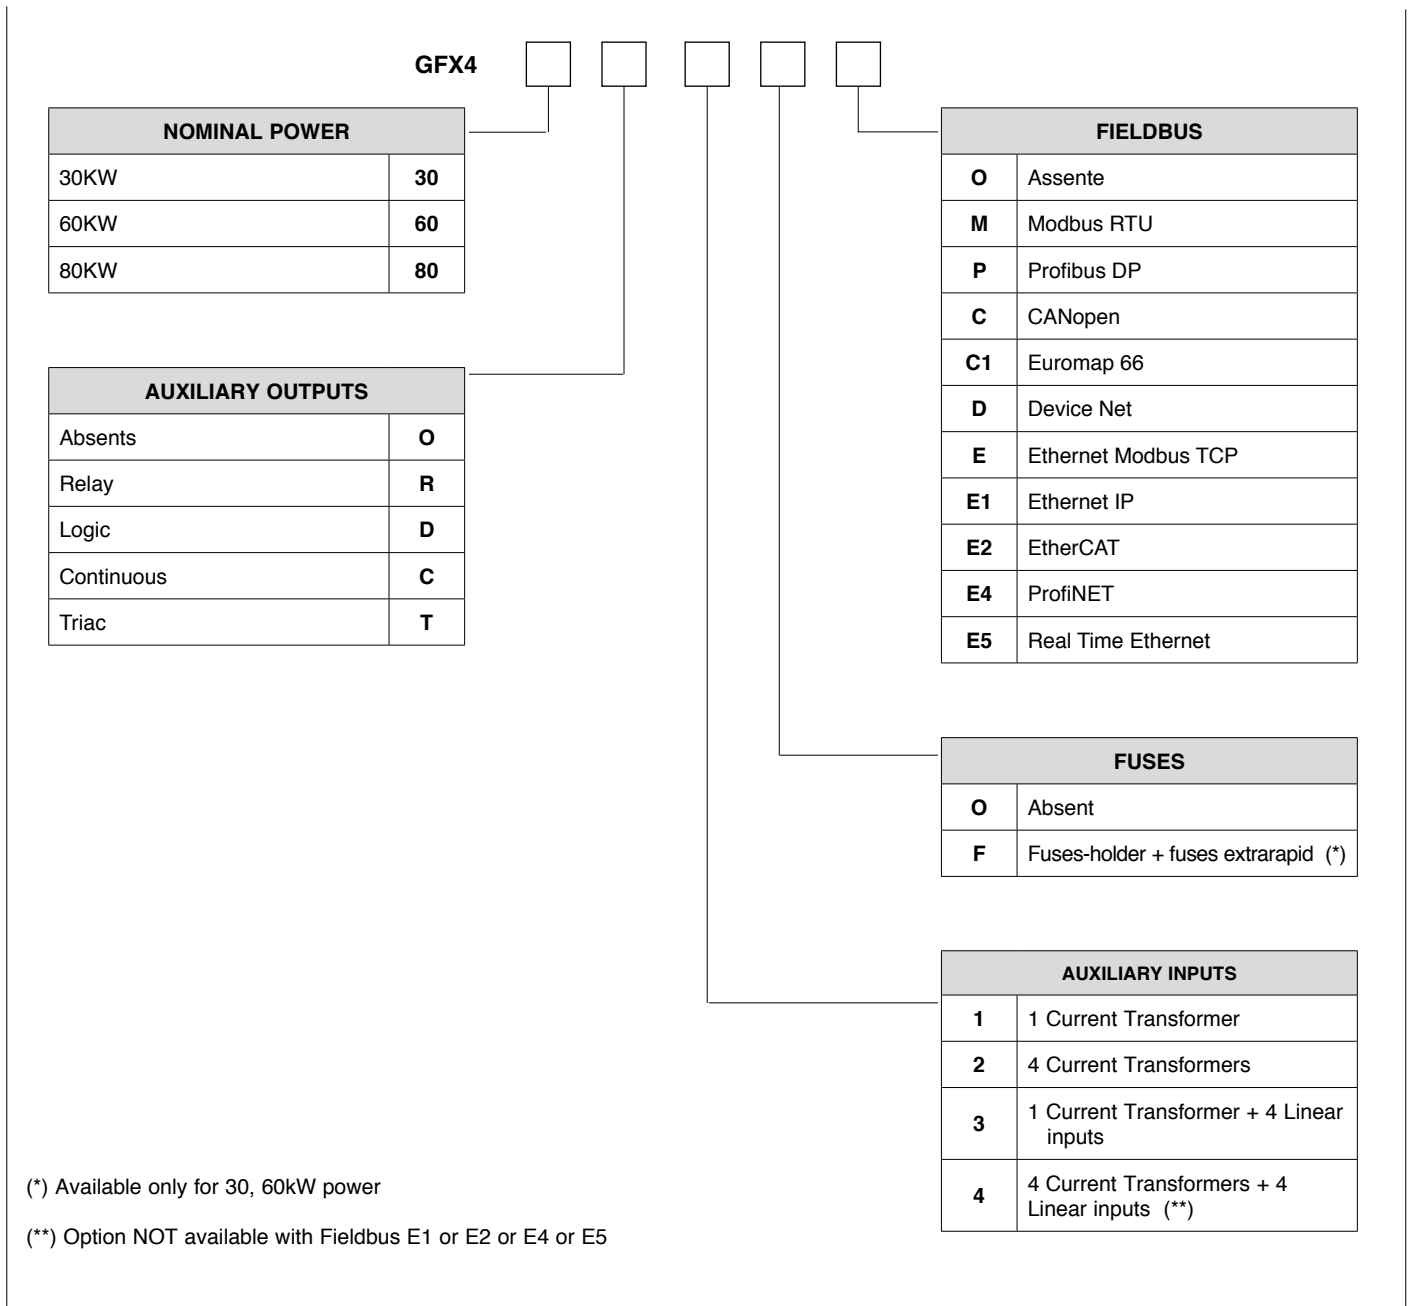 GFX4
NOMINAL POWER
30KW 30
60KW 60
80KW 80
AUXILIARY OUTPUTS
Absents O
Relay R
Logic D
Continuous C
Triac T
FIELDBUS
O Assente
M Modbus RTU
P Profibus DP
C CANopen
C1 Euromap 66
D Device Net
E Ethernet Modbus TCP
E1 Ethernet IP
E2 EtherCAT
E4 ProfiNET
E5 Real Time Ethernet
FUSES
O Absent
F Fuses-holder + fuses extrarapid (*)
AUXILIARY INPUTS
1 1 Current Transformer
2 4 Current Transformers
3 1 Current Transformer + 4 Linear
inputs
4 4 Current Transformers + 4
Linear inputs (**)
(*) Available only for 30, 60kW power
(**) Option NOT available with Fieldbus E1 or E2 or E4 or E5